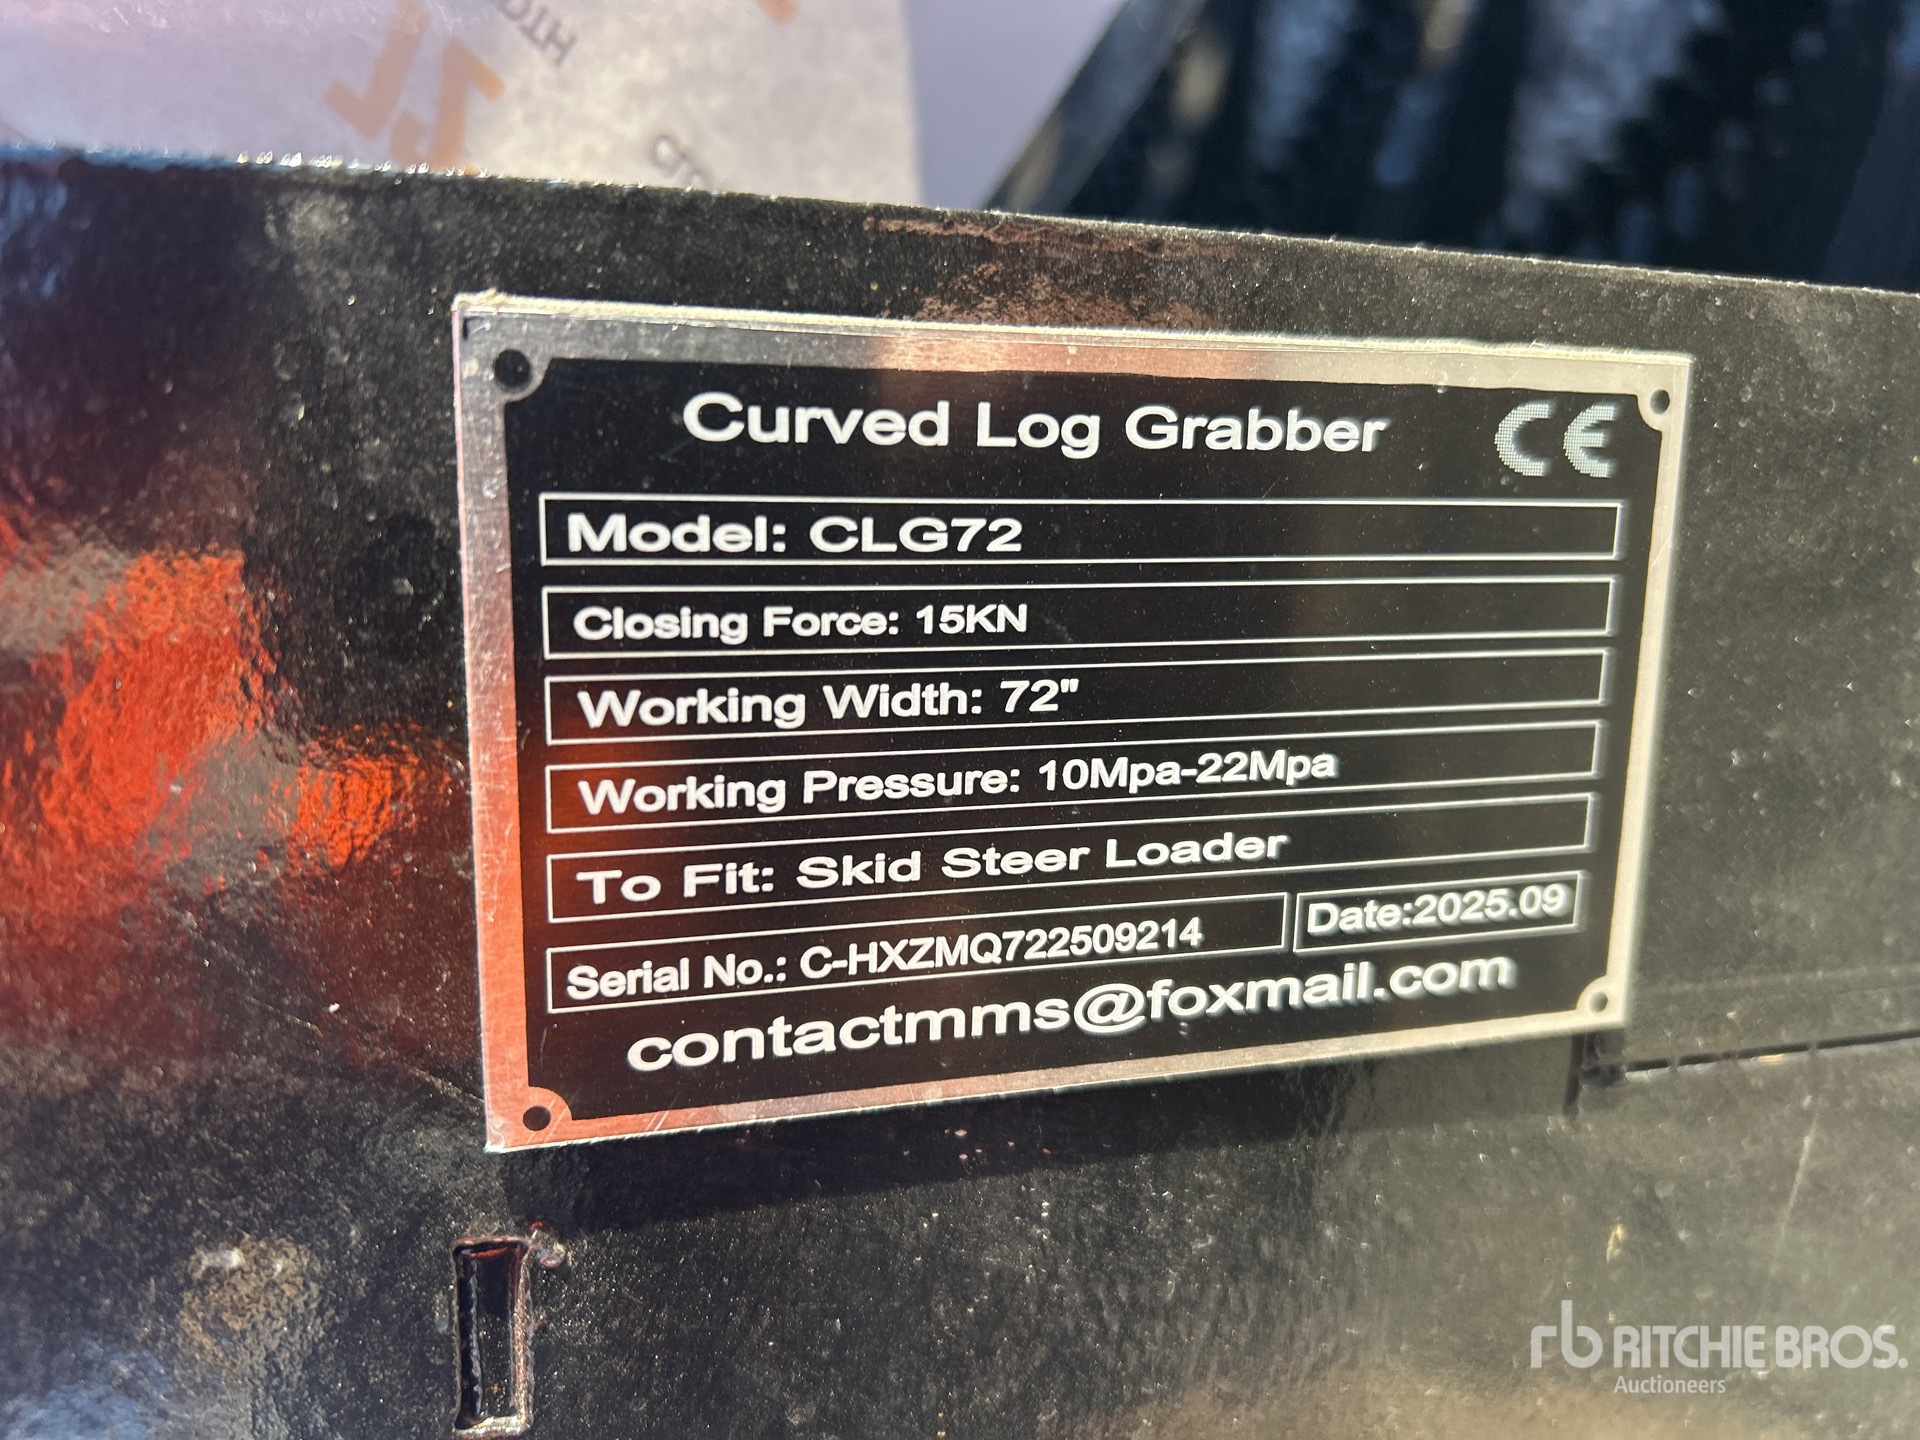 Curved Log Grabber CE
Model: CLG72
Closing Force: 15KN
Working Width: 72"
Working Pressure: 10Mpa-22Mpa
To Fit: Skid Steer Loader
Serial No.: C-HXZMQ722509214 Date:2025.09
contactmms@foxmail.com
rb RITCHIE BROS.
Auctioneers